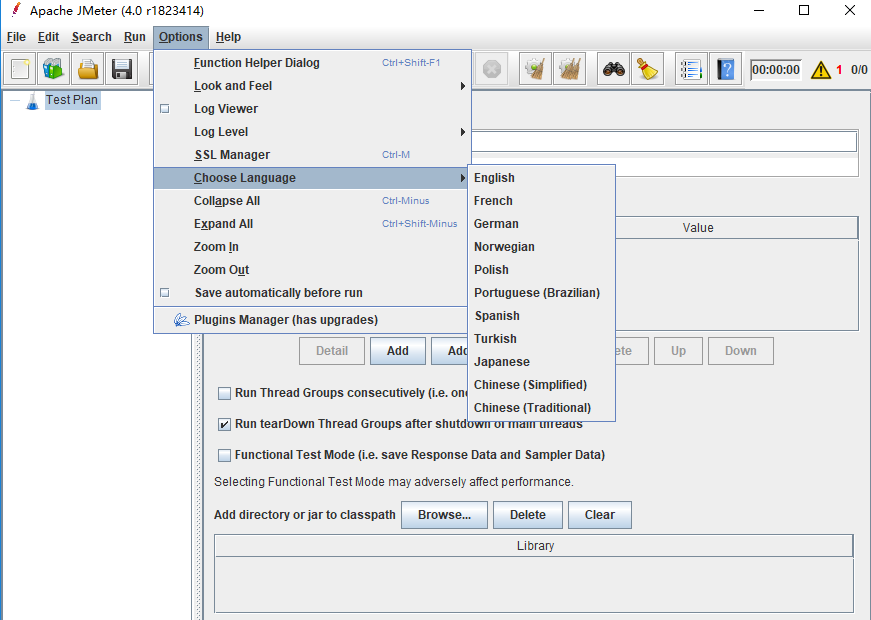 Apache JMeter (4.0 r1823414)
File Edit Search Run Options Help
00:00:00 1 0/0
Test Plan
Function Helper Dialog Ctrl+Shift-F1
Look and Feel
Log Viewer
Log Level
SSL Manager Ctrl-M
Choose Language
Collapse All Ctrl-Minus
Expand All Ctrl+Shift-Minus
Zoom In
Zoom Out
Save automatically before run
Plugins Manager (has upgrades)
English
French
German
Norwegian
Polish
Portuguese (Brazilian)
Spanish
Turkish
Japanese
Chinese (Simplified)
Chinese (Traditional)
Value
Detail Add Up Down
Run Thread Groups consecutively (i.e.
Run tearDown Thread Groups after shutdown of main threads
Functional Test Mode (i.e. save Response Data and Sampler Data)
Selecting Functional Test Mode may adversely affect performance.
Add directory or jar to classpath Browse... Delete Clear
Library